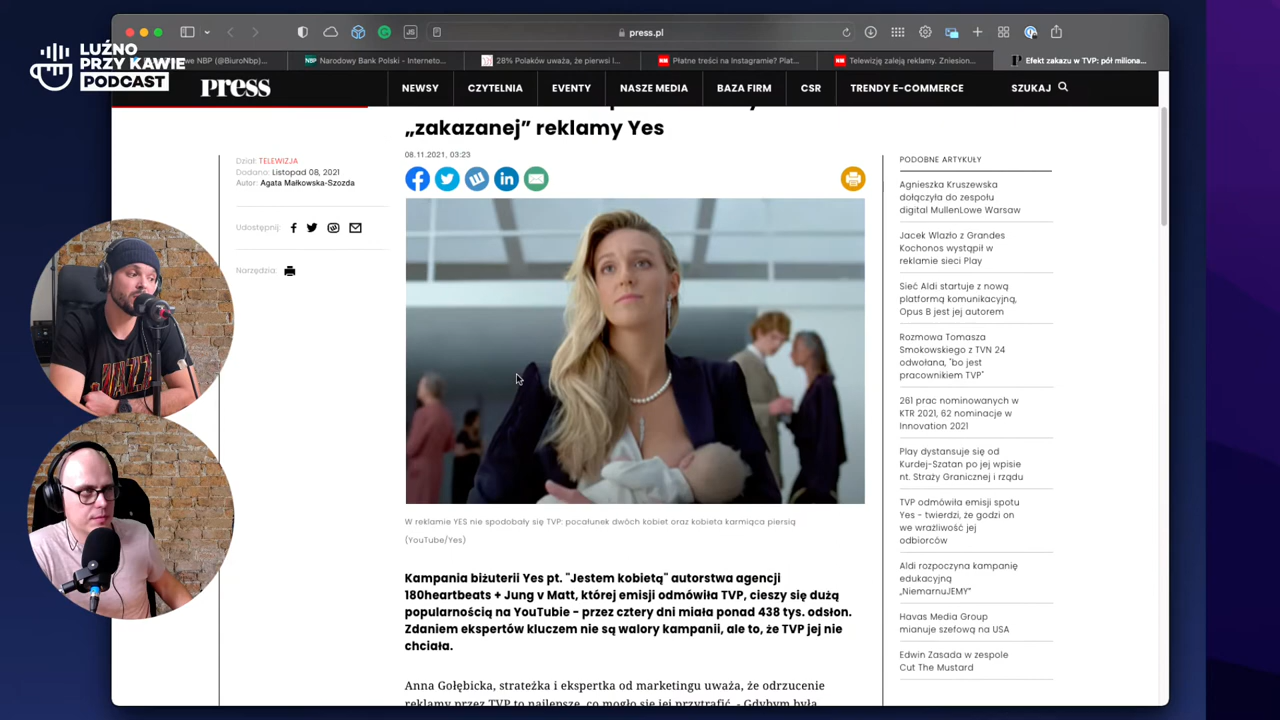 LUŹNO
PRZY KAWIE
PODCAST
press.pl
we NBP (@BiuroNbp)...
Narodowy Bank Polski - Interneto...
28% Polaków uważa, że pierwsi l...
Płatne treści na Instagramie? Płat...
Telewizję zaleją reklamy. Zniesion...
Efekt zakazu w TVP: pół miliona...
Press
NEWSY
CZYTELNIA
EVENTY
NASZE MEDIA
BAZA FIRM
CSR
TRENDY E-COMMERCE
SZUKAJ
„zakazanej” reklamy Yes
08.11.2021, 03:23
Dział: TELEWIZJA
Dodano: Listopad 08, 2021
Autor: Agata Małkowska-Szozda
Udostępnij:
Narzędzia:
W reklamie YES nie spodobały się TVP: pocałunek dwóch kobiet oraz kobieta karmiąca piersią
(YouTube/Yes)
Kampania biżuterii Yes pt. "Jestem kobietą" autorstwa agencji
180heartbeats + Jung v Matt, której emisji odmówiła TVP, cieszy się dużą
popularnością na YouTubie - przez cztery dni miała ponad 438 tys. odsłon.
Zdaniem ekspertów kluczem nie są walory kampanii, ale to, że TVP jej nie
chciała.
Anna Gołębicka, strateżka i ekspertka od marketingu uważa, że odrzucenie
reklamy przez TVP to najlepsze, co mogło się jej przytrafić. - Gdybym była
PODOBNE ARTYKUŁY
Agnieszka Kruszewska
dołączyła do zespołu
digital MullenLowe Warsaw
Jacek Wlazło z Grandes
Kochonos wystąpił w
reklamie sieci Play
Sieć Aldi startuje z nową
platformą komunikacyjną,
Opus B jest jej autorem
Rozmowa Tomasza
Smokowskiego z TVN 24
odwołana, "bo jest
pracownikiem TVP"
261 prac nominowanych w
KTR 2021, 62 nominacje w
Innovation 2021
Play dystansuje się od
Kurdej-Szatan po jej wpisie
nt. Straży Granicznej i rządu
TVP odmówiła emisji spotu
Yes - twierdzi, że godzi on
we wrażliwość jej
odbiorców
Aldi rozpoczyna kampanię
edukacyjną
„NiemarnuJEMY”
Havas Media Group
mianuje szefową na USA
Edwin Zasada w zespole
Cut The Mustard